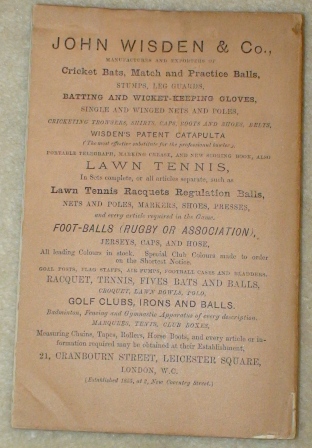 JOHN WISDEN & Co.,
MANUFACTURERS AND EXPORTERS OF
Cricket Bats, Match and Practice Balls,
STUMPS, LEG GUARDS,
BATTING AND WICKET-KEEPING GLOVES,
SINGLE AND WINGED NETS AND POLES,
CRICKETING TROUSERS, SHIRTS, CAPS, BOOTS AND SHOES, BELTS,
WISDEN'S PATENT CATAPULTA
(The most effective substitute for the professional bowler),
PORTABLE TELEGRAPH, MARKING CREASE, AND NEW SCORING BOOK, ALSO
LAWN TENNIS,
In Sets complete, or all articles separate, such as
Lawn Tennis Racquets Regulation Balls,
NETS AND POLES, MARKERS, SHOES, PRESSES,
and every article required in the Game.
FOOT-BALLS (RUGBY OR ASSOCIATION),
JERSEYS, CAPS, AND HOSE,
All leading Colours in stock. Special Club Colours made to order
on the Shortest Notice.
GOAL POSTS, FLAG STAFFS, AIR PUMPS, FOOTBALL CASES AND BLADDERS.
RACQUET, TENNIS, FIVES BATS AND BALLS,
CROQUET, LAWN BOWLS, POLO,
GOLF CLUBS, IRONS AND BALLS.
Badminton, Fencing and Gymnastic Apparatus of every description.
MARQUEES, TENTS, CLUB BOXES,
Measuring Chains, Tapes, Rollers, Horse Boots, and every article or in-
formation required may be obtained at their Establishment,
21, CRANBOURN STREET, LEICESTER SQUARE,
LONDON, W.C.
(Established 1850, at 2, New Coventry Street.)